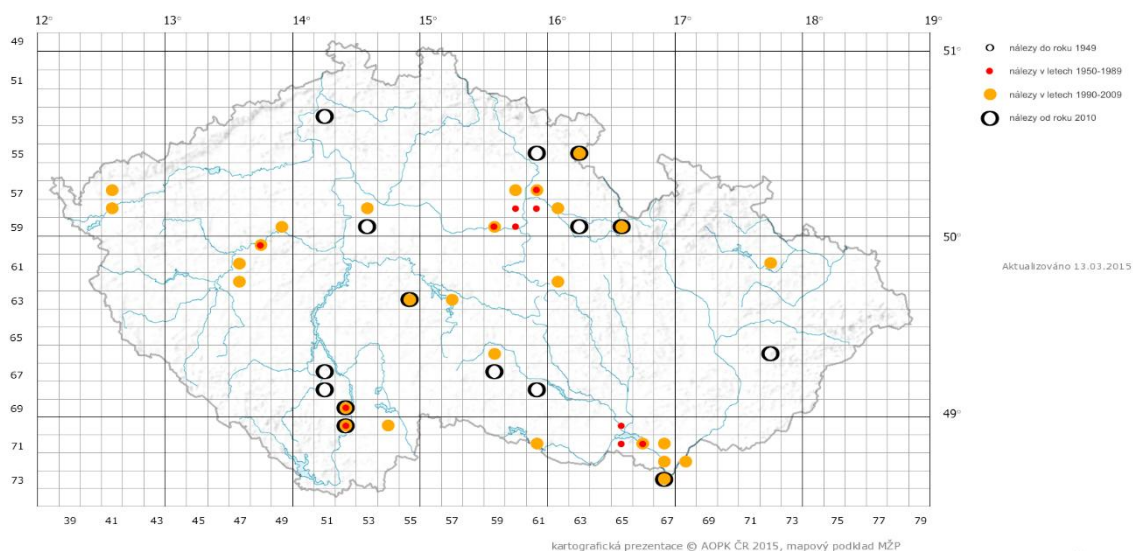 12° 13° 14° 15° 16° 17° 18° 19°
49
51
53
55
57
59
61
63
65
67
69
71
73
51°
50°
49°
39 41 43 45 47 49 51 53 55 57 59 61 63 65 67 69 71 73 75 77 79
nálezy do roku 1949
nálezy v letech 1950-1989
nálezy v letech 1990-2009
nálezy od roku 2010
Aktualizováno 13.03.2015
kartografická prezentace © AOPK ČR 2015, mapový podklad MŽP